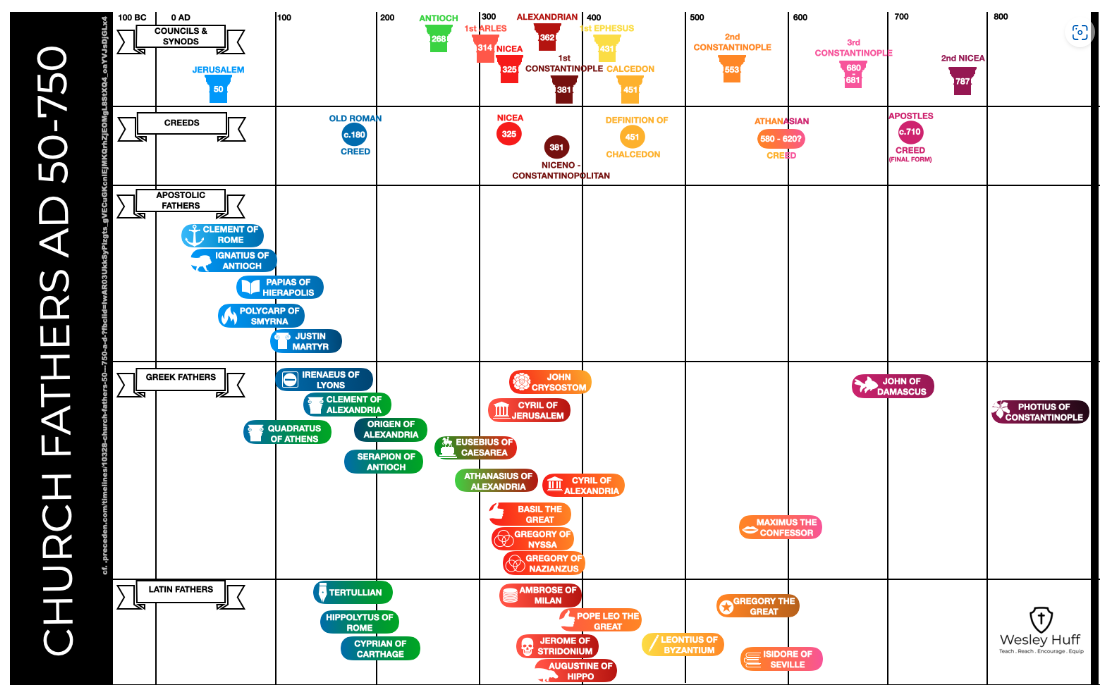 CHURCH FATHERS AD 50-750
100 BC
0 AD
100
200
300
400
500
600
700
800
COUNCILS &
SYNODS
JERUSALEM
50
ANTIOCH
268
1st ARLES
314
NICEA
325
ALEXANDRIAN
362
1st
CONSTANTINOPLE
381
1st EPHESUS
431
CALCEDON
451
2nd
CONSTANTINOPLE
553
3rd
CONSTANTINOPLE
680
-
681
2nd NICEA
787
CREEDS
OLD ROMAN
c.180
CREED
NICEA
325
381
NICENO -
CONSTANTINOPOLITAN
DEFINITION OF
451
CHALCEDON
ATHANASIAN
580 - 620?
CREED
APOSTLES
c.710
CREED
(FINAL FORM)
APOSTOLIC
FATHERS
CLEMENT OF
ROME
IGNATIUS OF
ANTIOCH
PAPIAS OF
HIERAPOLIS
POLYCARP OF
SMYRNA
JUSTIN
MARTYR
GREEK FATHERS
IRENAEUS OF
LYONS
CLEMENT OF
ALEXANDRIA
QUADRATUS
OF ATHENS
ORIGEN OF
ALEXANDRIA
SERAPION OF
ANTIOCH
EUSEBIUS OF
CAESAREA
ATHANASIUS OF
ALEXANDRIA
JOHN
CRYSOSTOM
CYRIL OF
JERUSALEM
CYRIL OF
ALEXANDRIA
BASIL THE
GREAT
GREGORY OF
NYSSA
GREGORY OF
NAZIANZUS
MAXIMUS THE
CONFESSOR
JOHN OF
DAMASCUS
PHOTIUS OF
CONSTANTINOPLE
LATIN FATHERS
TERTULLIAN
HIPPOLYTUS OF
ROME
CYPRIAN OF
CARTHAGE
AMBROSE OF
MILAN
POPE LEO THE
GREAT
JEROME OF
STRIDONIUM
AUGUSTINE OF
HIPPO
LEONTIUS OF
BYZANTIUM
GREGORY THE
GREAT
ISIDORE OF
SEVILLE
Wesley Huff
Teach . Reach . Encourage . Equip